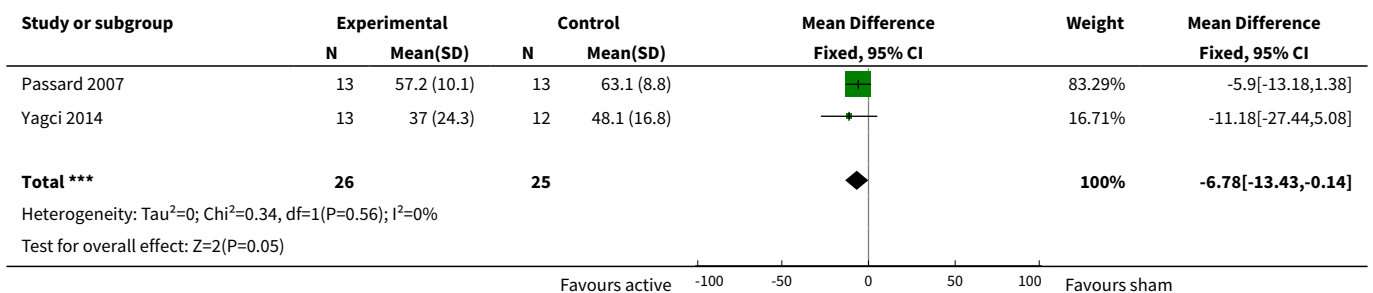 Study or subgroup Experimental Control Mean Difference Weight Mean Difference
N Mean(SD) N Mean(SD) Fixed, 95% CI Fixed, 95% CI
Passard 2007 13 57.2 (10.1) 13 63.1 (8.8) 83.29% -5.9[-13.18,1.38]
Yagci 2014 13 37 (24.3) 12 48.1 (16.8) 16.71% -11.18[-27.44,5.08]
Total *** 26 25 100% -6.78[-13.43,-0.14]
Heterogeneity: Tau²=0; Chi²=0.34, df=1(P=0.56); I²=0%
Test for overall effect: Z=2(P=0.05)
Favours active -100 -50 0 50 100 Favours sham